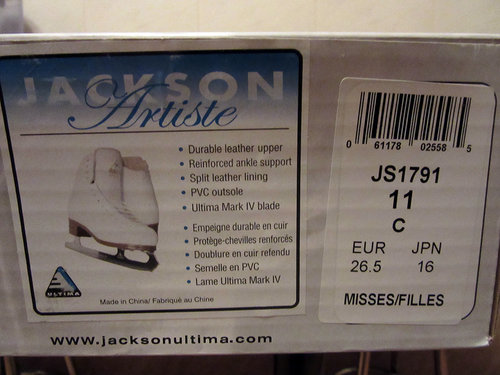 JACKSON
Artiste
• Durable leather upper
• Reinforced ankle support
• Split leather lining
• PVC outsole
• Ultima Mark IV blade
• Empeigne durable en cuir
• Protège-chevilles renforcés
• Doublure en cuir refendu
• Semelle en PVC
• Lame Ultima Mark IV
ULTIMA
Made in China/ Fabriqué au Chine
www.jacksonultima.com
0 61178 02558 5
JS1791
11
C
EUR JPN
26.5 16
MISSES/FILLES